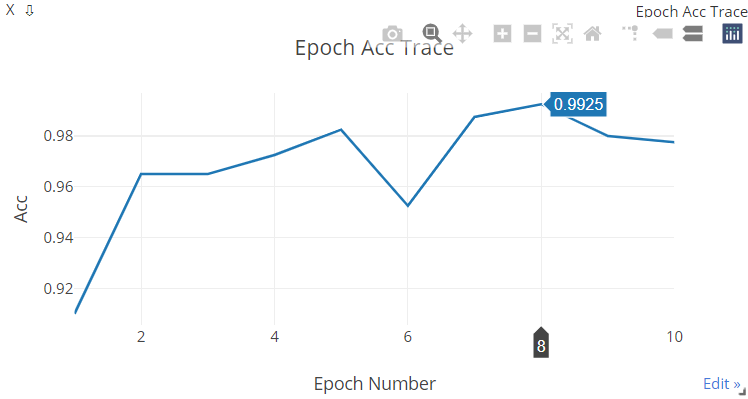 X ⇩
Epoch Acc Trace
Epoch Acc Trace
0.9925
0.98
0.96
0.94
0.92
Acc
2
4
6
8
10
Epoch Number
Edit »